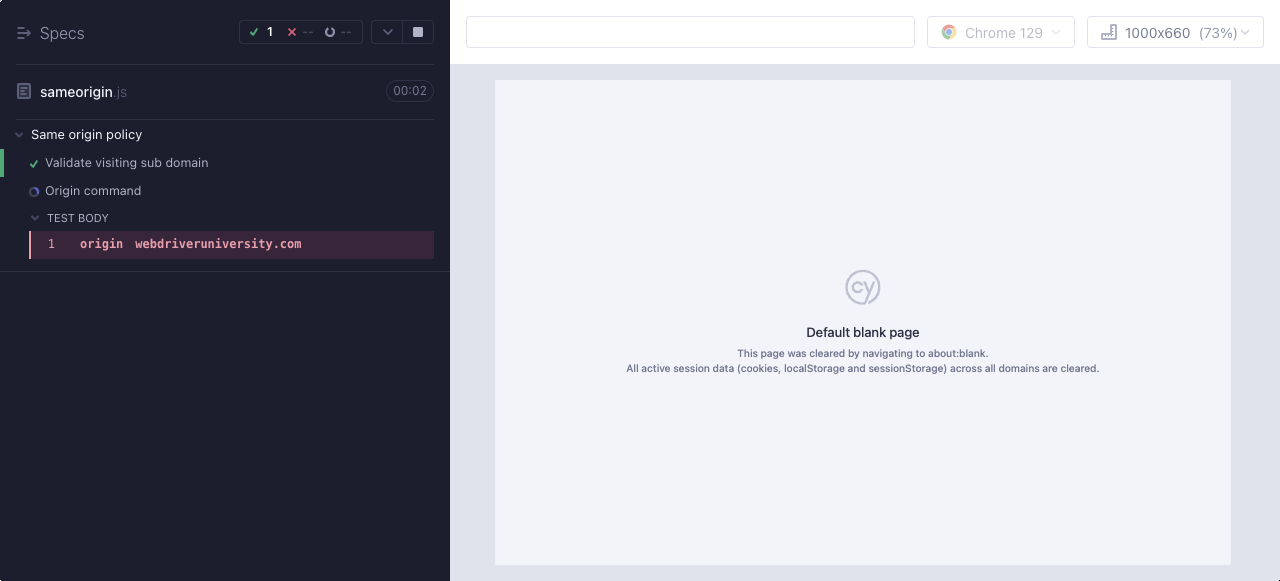 Specs
1 -- --
sameorigin.js
00:02
Same origin policy
Validate visiting sub domain
Origin command
TEST BODY
1 origin webdriveruniversity.com
Chrome 129
1000x660 (73%)
cy
Default blank page
This page was cleared by navigating to about:blank.
All active session data (cookies, localStorage and sessionStorage) across all domains are cleared.